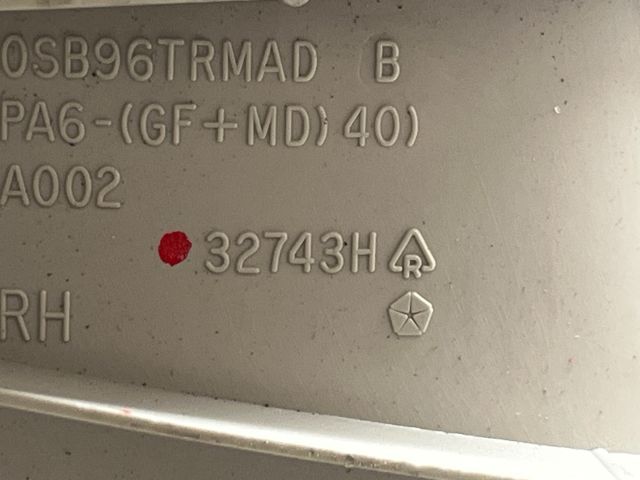 0SB96TRMAD B
PA6-(GF+MD)40)
A002
32743H R
RH